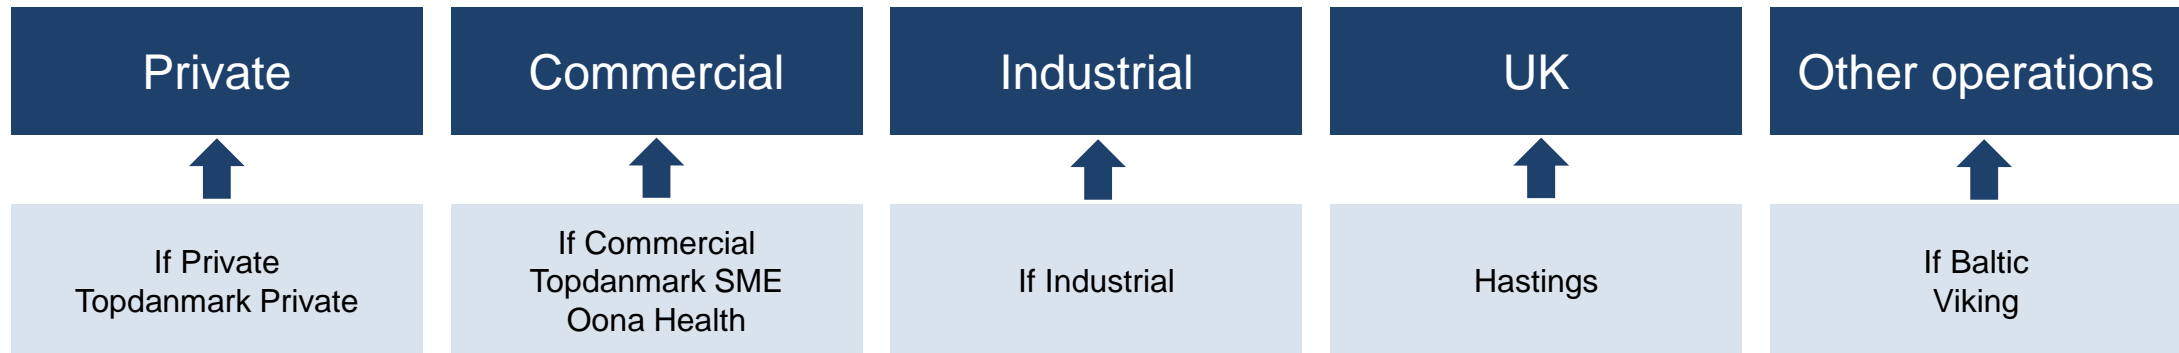 Private
Commercial
Industrial
UK
Other operations
If Private
Topdanmark Private
If Commercial
Topdanmark SME
Oona Health
If Industrial
Hastings
If Baltic
Viking